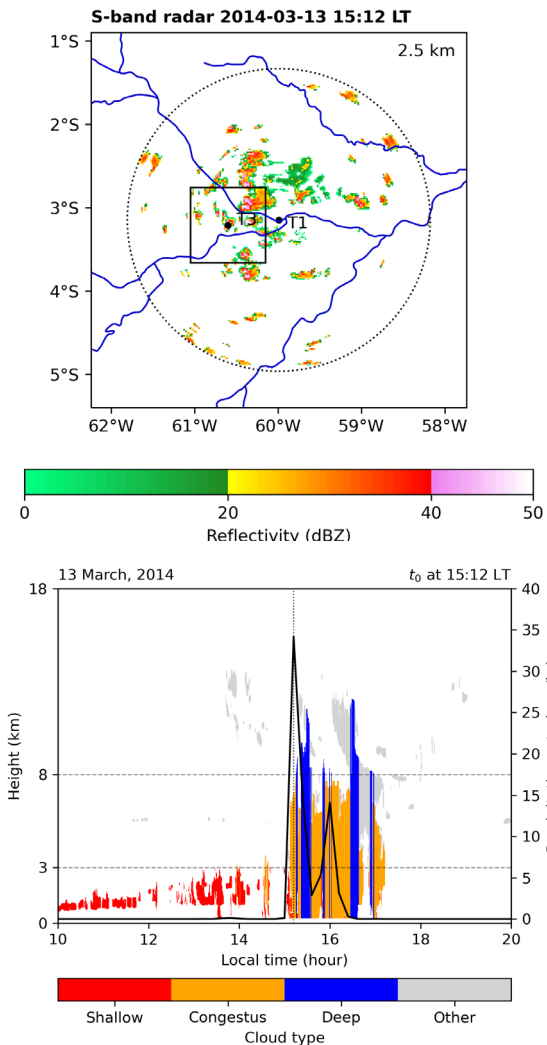 S-band radar 2014-03-13 15:12 LT
2.5 km
1°S
2°S
3°S
4°S
5°S
T3
T1
62°W 61°W 60°W 59°W 58°W
0 20 40 50
Reflectivity (dBZ)
13 March, 2014 t0 at 15:12 LT
18
8
3
0
Height (km)
40
35
30
25
20
15
10
5
0
10 12 14 16 18 20
Local time (hour)
Shallow Congestus Deep Other
Cloud type